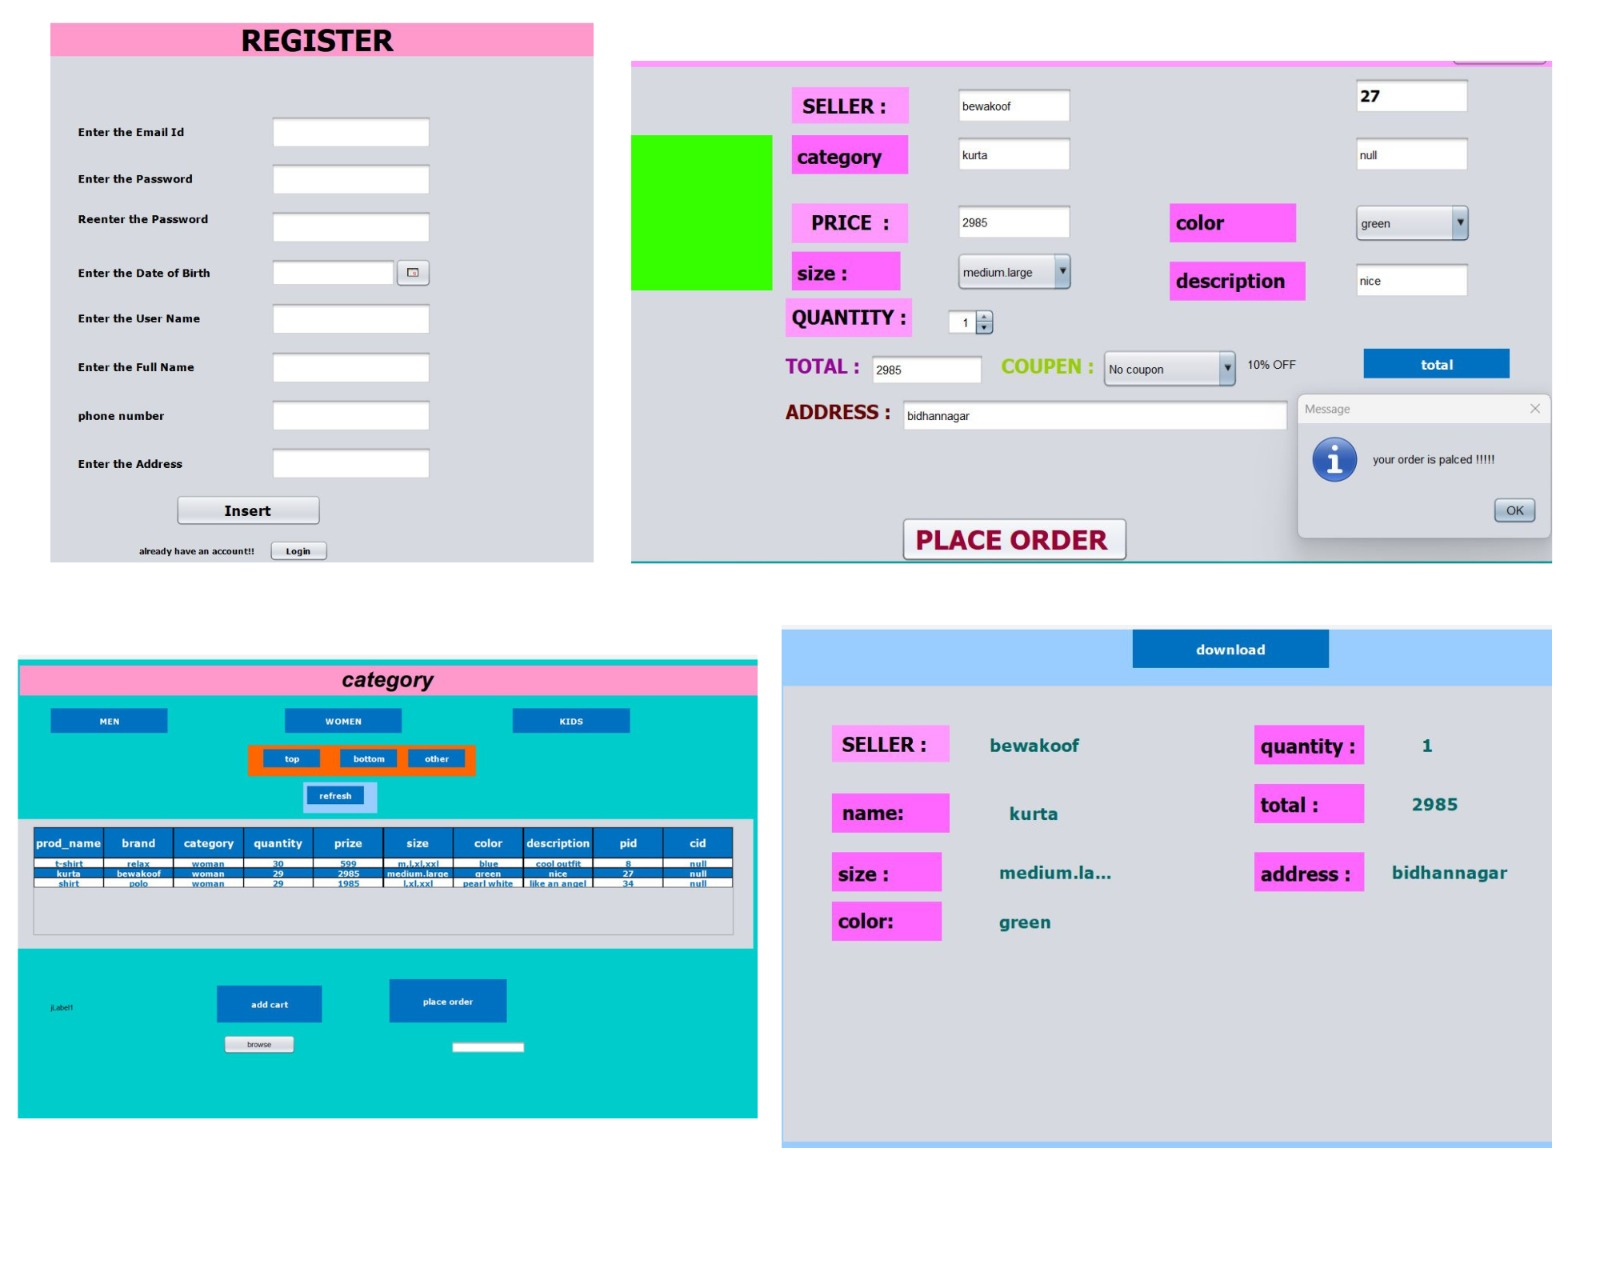 REGISTER
Enter the Email Id
Enter the Password
Reenter the Password
Enter the Date of Birth
Enter the User Name
Enter the Full Name
phone number
Enter the Address
Insert
already have an account!! Login
SELLER : bewakoof 27
category kurta null
PRICE : 2985 color green
size : medium.large description nice
QUANTITY : 1
TOTAL : 2985 COUPEN : No coupon 10% OFF total
ADDRESS : bidhannagar
Message
your order is palced !!!!!
OK
PLACE ORDER
category
MEN WOMEN KIDS
top bottom other
refresh
prod_name brand category quantity prize size color description pid cid
t-shirt relax woman 30 599 m,l,xl,xxl blue cool outfit 8 null
kurta bewakoof woman 29 2985 medium.large green nice 27 null
shirt polo woman 29 1985 l,xl,xxl pearl white like an angel 34 null
jLabel1 add cart place order
browse
download
SELLER : bewakoof quantity : 1
name: kurta total : 2985
size : medium.la... address : bidhannagar
color: green